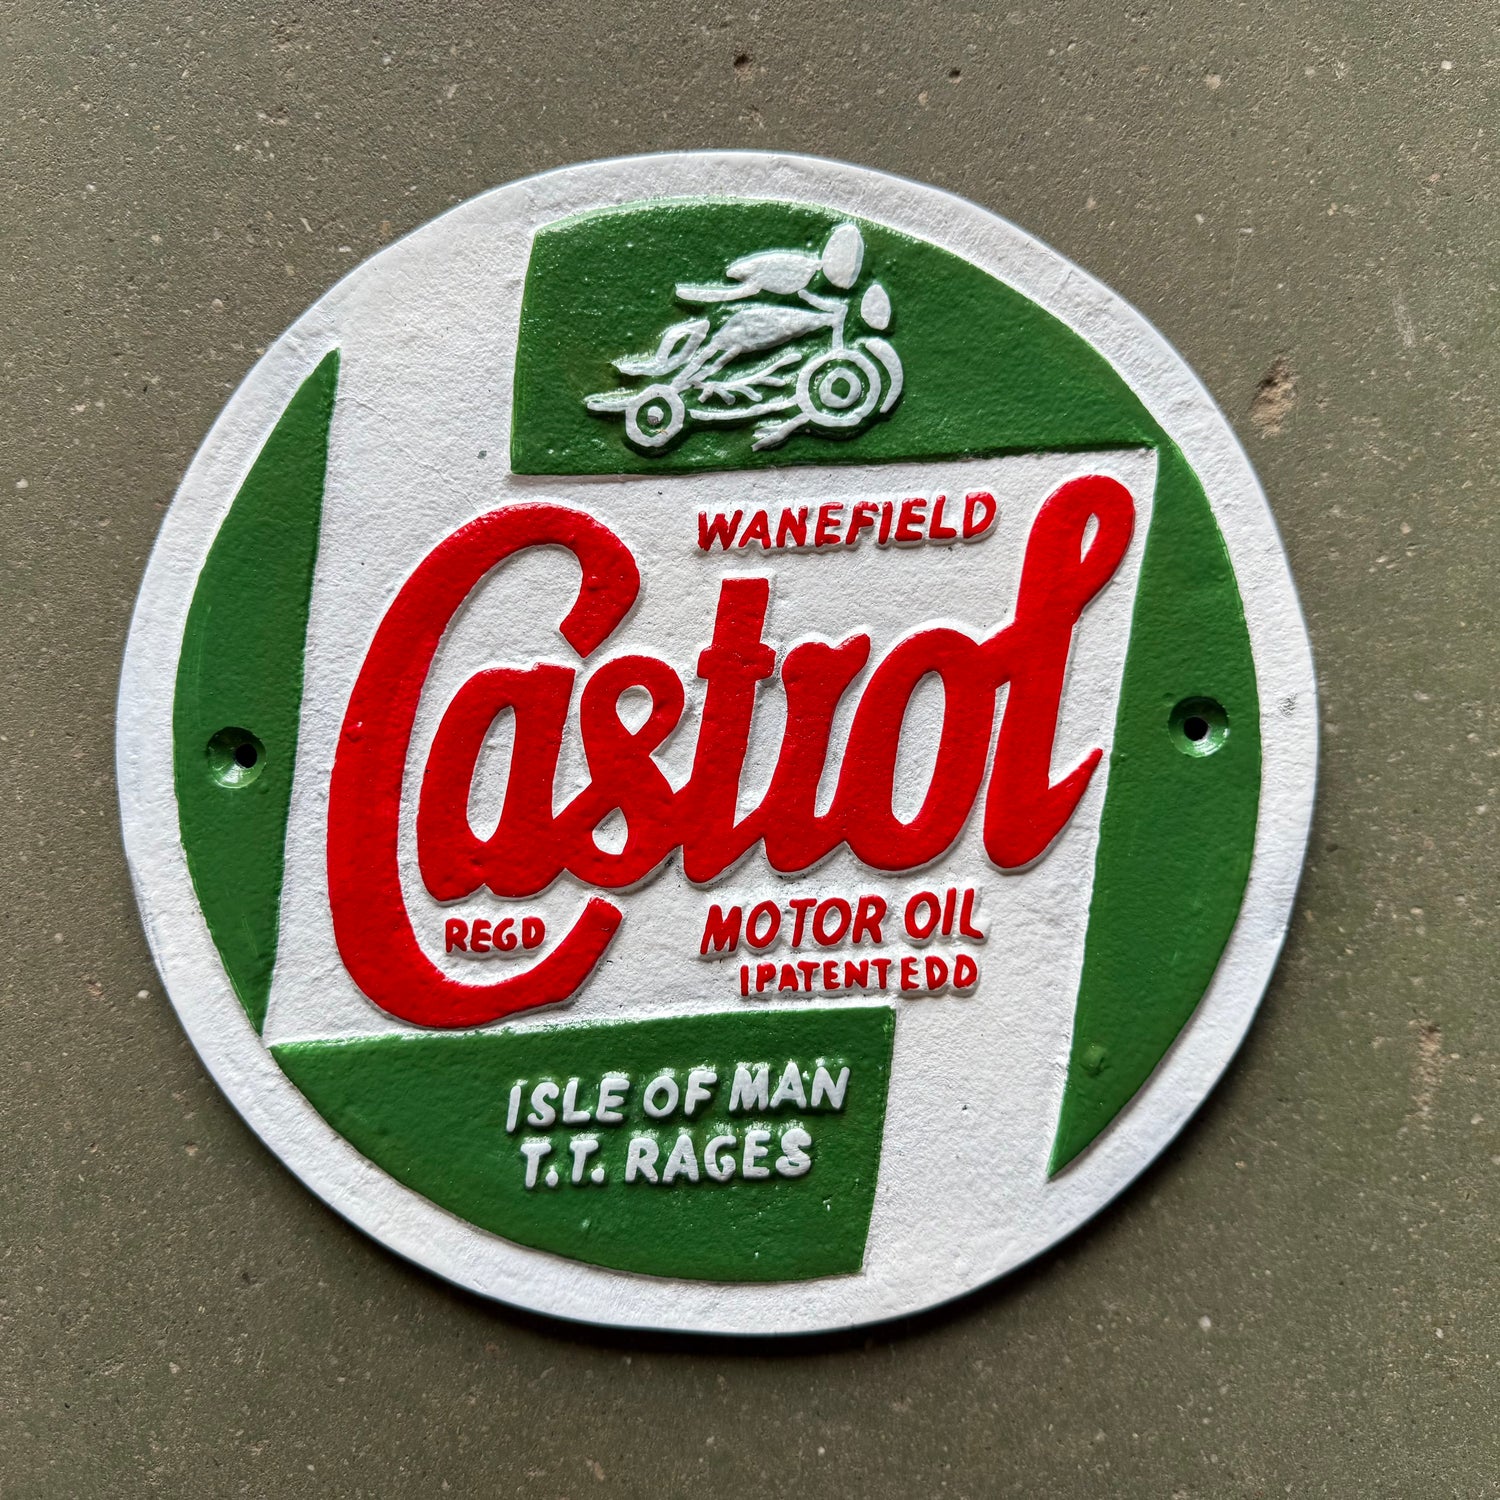 WANEFIELD
Castrol
REGD
MOTOR OIL
IPATENTEDD
ISLE OF MAN
T.T. RAGES